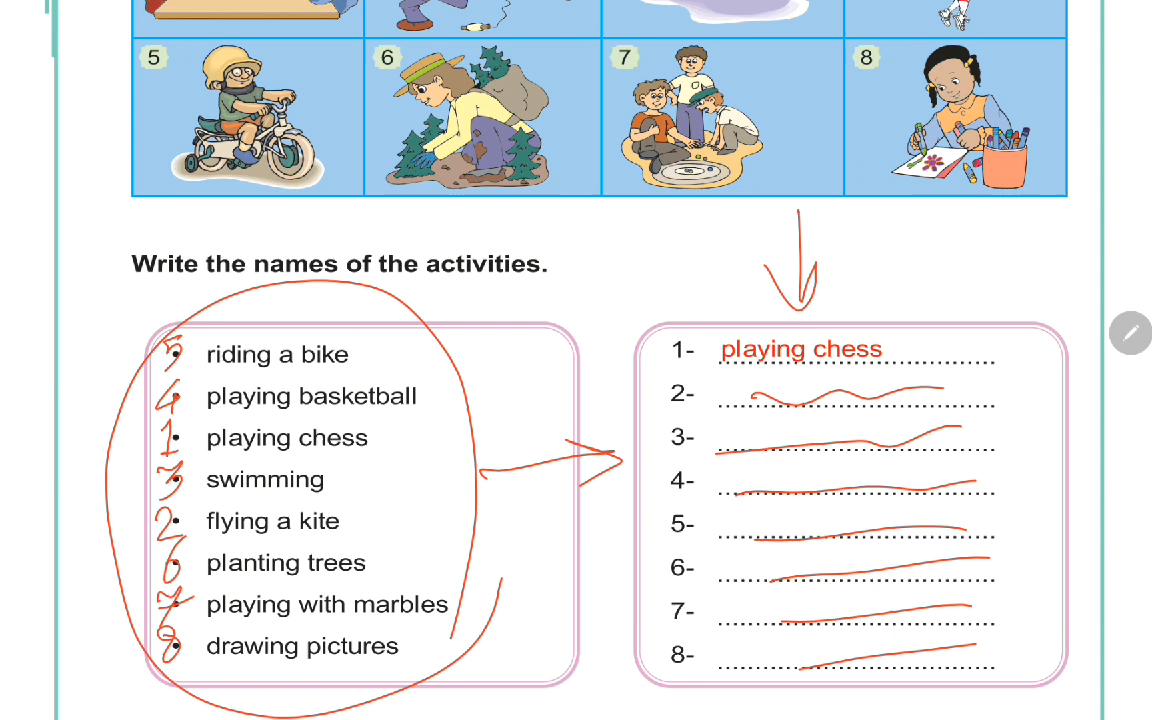 5 6 7 8
Write the names of the activities.
5 riding a bike
4 playing basketball
1 playing chess
3 swimming
2 flying a kite
6 planting trees
7 playing with marbles
8 drawing pictures
1- playing chess
2-
3-
4-
5-
6-
7-
8-